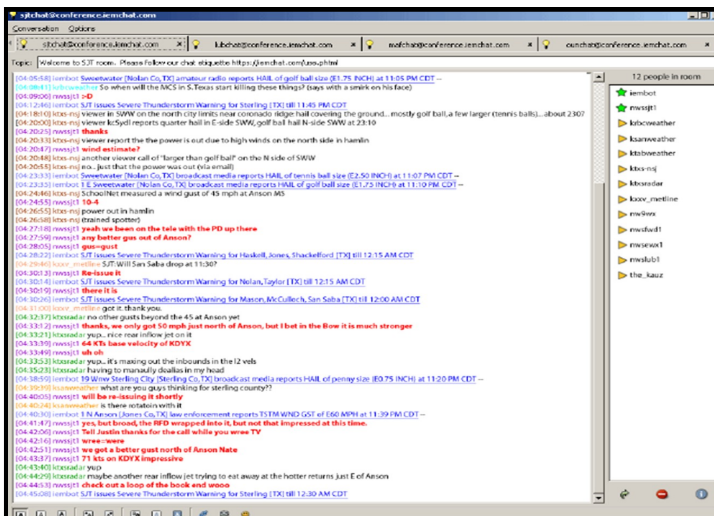 sjtchat@conference.iemchat.com
Conversation Options
sjtchat@conference.iemchat.com lubchat@conference.iemchat.com mafchat@conference.iemchat.com ounchat@conference.iemchat.com
Topic: Welcome to SJT room. Please follow our chat etiquette https://iemchat.com/uss.phtml
12 people in room
[04:05:58] iembot Sweetwater [Nolan Co, TX] amateur radio reports HAIL of golf ball size (E1.75 INCH) at 11:05 PM CDT --
So when will the MCS in S.Texas start killing these things? (says with a smirk on his face)
[04:09:06] nwssjt1 >:D
[04:12:46] iembot SJT issues Severe Thunderstorm Warning for Sterling [TX] till 11:45 PM CDT
[04:18:10] ktxs-nsj viewer in SWW on the north city limits near coronado ridge hail covering the ground...mostly golf ball, a few larger (tennis balls)...about 2307
[04:20:00] ktxs-nsj viewer kc5ydl reports quarter hail in E-side SWW, golf ball hail N-side SWW at 23:10
[04:20:25] nwssjt1 thanks
[04:20:33] ktxs-nsj viewer report the the power is out due to high winds on the north side in hamlin
[04:20:47] nwssjt1 wind estimate?
[04:20:48] ktxs-nsj another viewer call of "larger than golf ball" on the N side of SWW
[04:20:55] ktxs-nsj no...just that the power was out (via email)
[04:23:33] iembot Sweetwater [Nolan Co, TX] broadcast media reports HAIL of tennis ball size (E2.50 INCH) at 11:07 PM CDT --
[04:23:33] iembot 1 E Sweetwater [Nolan Co, TX] broadcast media reports HAIL of golf ball size (E1.75 INCH) at 11:10 PM CDT --
[04:24:46] ktxs-nsj SchoolNet measured a wind gust of 45 mph at Anson MS
[04:24:55] nwssjt1 10-4
[04:26:55] ktxs-nsj power out in hamlin
[04:26:58] ktxs-nsj (trained spotter)
[04:27:18] nwssjt1 yeah we been on the tele with the PD up there
[04:27:59] nwssjt1 any better gus out of Anson?
[04:28:05] nwssjt1 gus=gust
[04:28:22] iembot SJT issues Severe Thunderstorm Warning for Haskell, Jones, Shackelford [TX] till 12:15 AM CDT
[04:29:46] kxxv_metline SJT:Will San Saba drop at 11:30?
[04:30:13] nwssjt1 Re-issue it
[04:30:14] iembot SJT issues Severe Thunderstorm Warning for Nolan, Taylor [TX] till 12:15 AM CDT
[04:30:19] nwssjt1 there it is
[04:30:26] iembot SJT issues Severe Thunderstorm Warning for Mason, McCulloch, San Saba [TX] till 12:00 AM CDT
[04:31:00] kxxv_metline got it. thank you.
[04:32:37] ktxsradar no other gusts beyond the 45 at Anson yet
[04:33:12] nwssjt1 thanks, we only got 50 mph just north of Anson, but I bet in the Bow it is much stronger
[04:33:21] ktxsradar yup.. nice rear inflow jet on it
[04:33:39] nwssjt1 64 KTs base velocity of KDYX
[04:33:49] nwssjt1 uh oh
[04:33:53] ktxsradar yup.. it's maxing out the inbounds in the l2 vels
[04:35:23] ktxsradar having to manually dealias in my head
[04:38:59] iembot 19 Wnw Sterling City [Sterling Co, TX] broadcast media reports HAIL of penny size (E0.75 INCH) at 11:20 PM CDT --
[04:39:39] ksanweather what are you guys thinking for sterling county??
[04:40:05] nwssjt1 will be re-issuing it shortly
[04:40:24] ksanweather is there rotatoin with it
[04:40:30] iembot 1 N Anson [Jones Co, TX] law enforcement reports TSTM WND GST of E60 MPH at 11:39 PM CDT --
[04:41:47] nwssjt1 yes, but broad, the RFD wrapped into it, but not that impressed at this time.
[04:42:06] nwssjt1 Tell Justin thanks for the call while you wree TV
[04:42:16] nwssjt1 wree=were
[04:42:51] nwssjt1 we got a better gust north of Anson Nate
[04:43:37] nwssjt1 71 kts on KDYX impressive
[04:43:40] ktxsradar yup
[04:44:29] ktxsradar maybe another rear inflow jet trying to eat away at the hotter returns just E of Anson
[04:44:53] nwssjt1 check out a loop of the book end wooo
[04:45:08] iembot SJT issues Severe Thunderstorm Warning for Sterling [TX] till 12:30 AM CDT
iembot
nwssjt1
krbcweather
ksanweather
ktabweather
ktxs-nsj
ktxsradar
kxxv_metline
nw9wx
nwsfwd1
nwsewx1
nwslub1
the_kauz